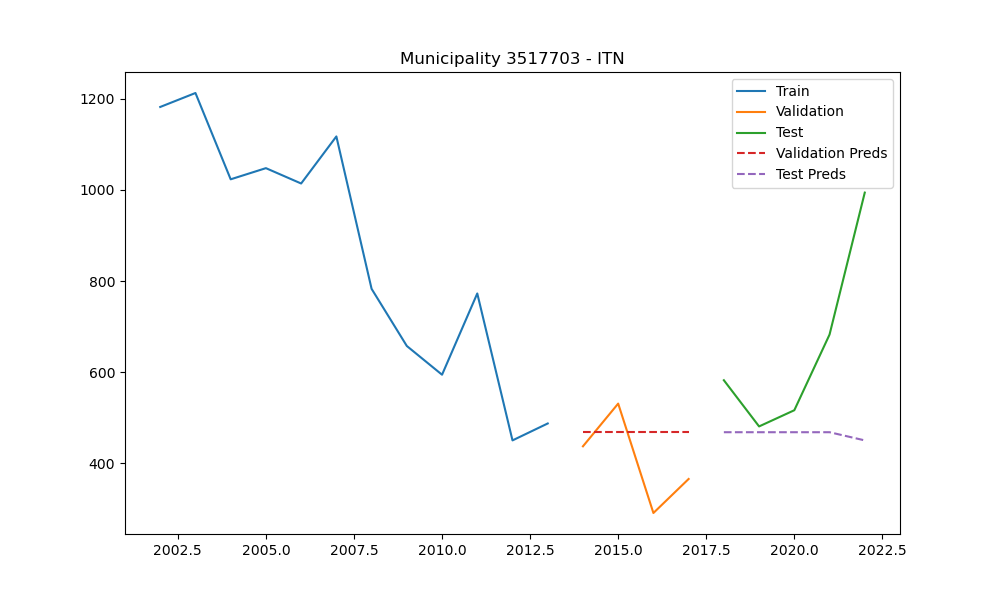 Municipality 3517703 - ITN
Train
Validation
Test
Validation Preds
Test Preds
1200
1000
800
600
400
2002.5 2005.0 2007.5 2010.0 2012.5 2015.0 2017.5 2020.0 2022.5